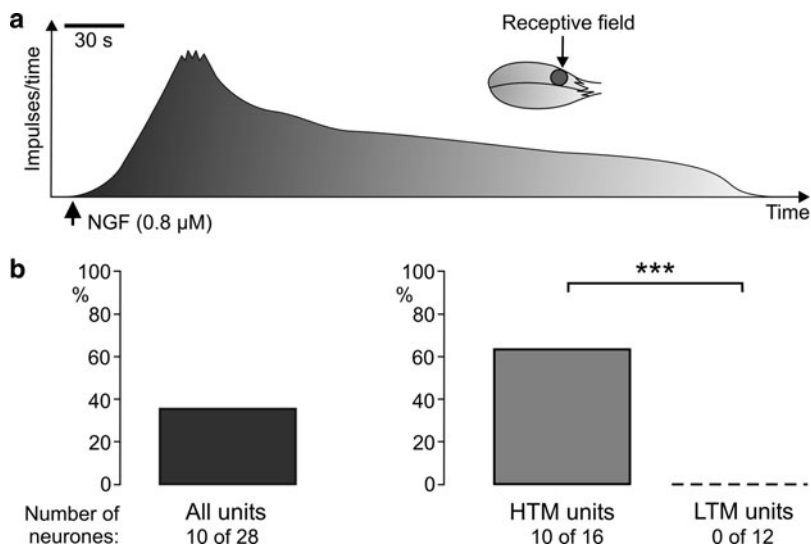 a
30 s
Receptive field
Impulses/time
Time
NGF (0.8 µM)
b
100
%
80
60
40
20
0
100
%
80
60
40
20
0
***
All units
HTM units
LTM units
Number of
neurones:
10 of 28
10 of 16
0 of 12